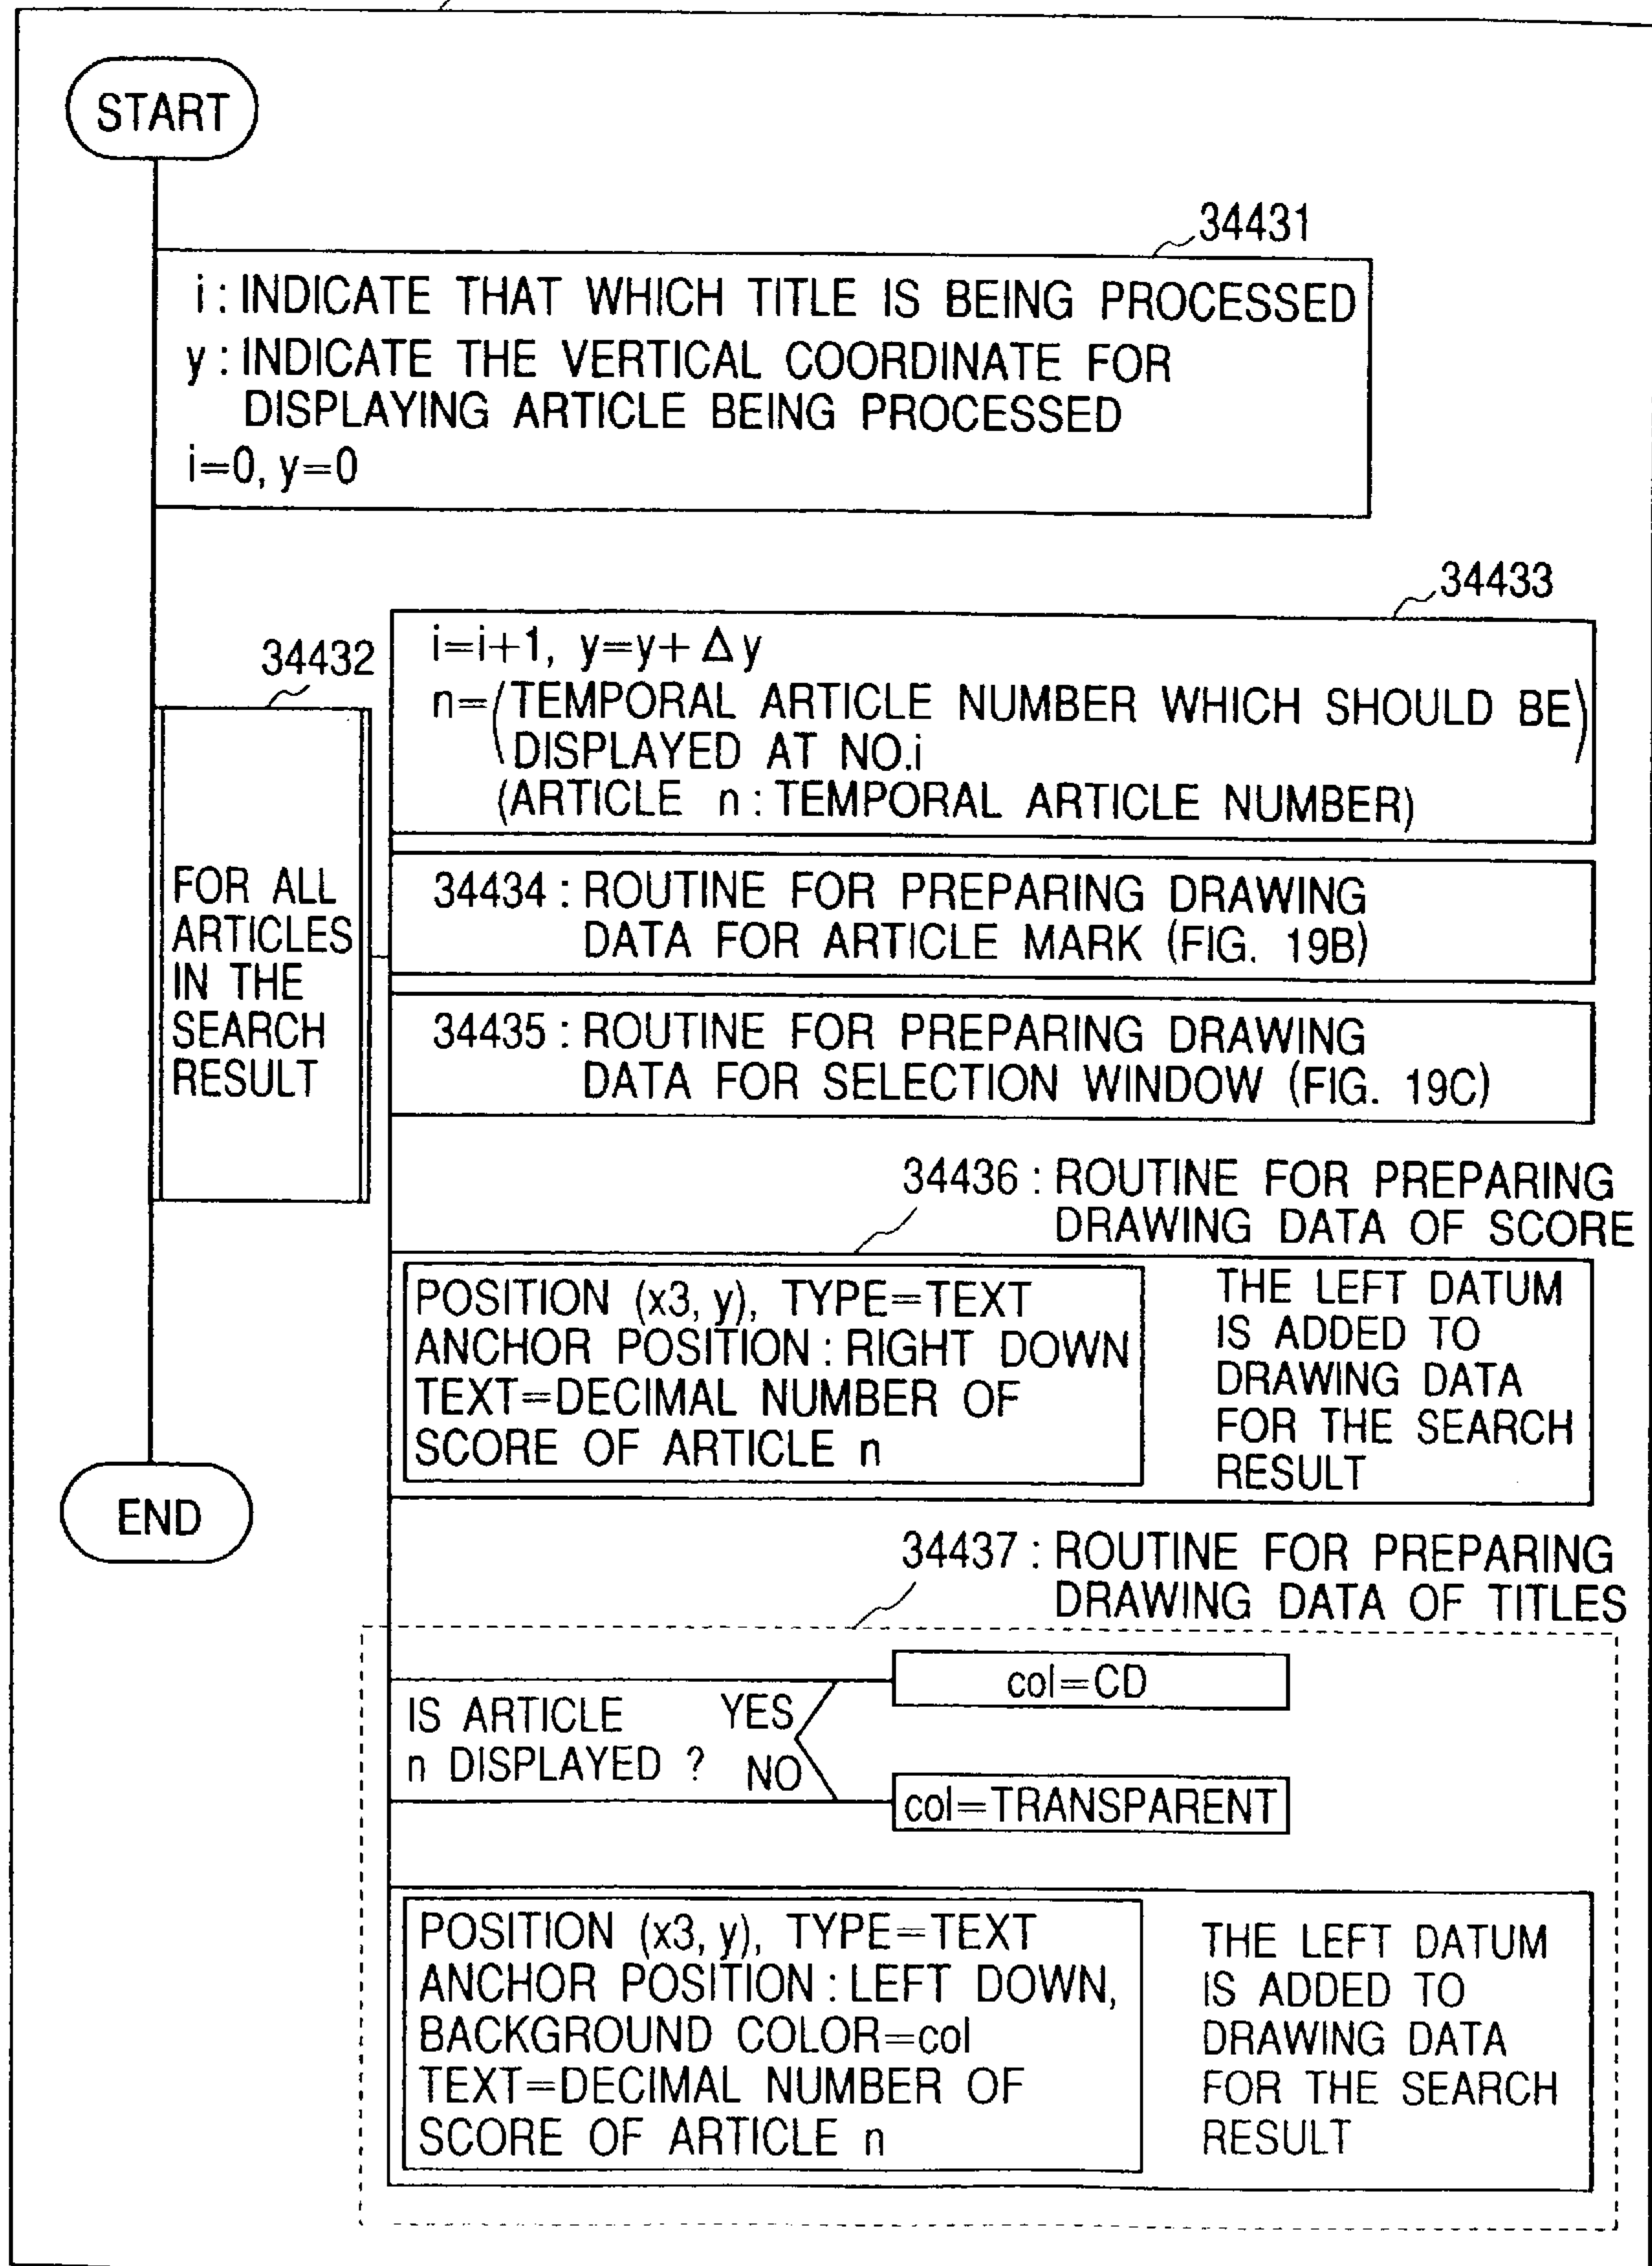 START
34431
i : INDICATE THAT WHICH TITLE IS BEING PROCESSED
y : INDICATE THE VERTICAL COORDINATE FOR
DISPLAYING ARTICLE BEING PROCESSED
i=0, y=0
34432
FOR ALL
ARTICLES
IN THE
SEARCH
RESULT
34433
i=i+1, y=y+Δy
n=(TEMPORAL ARTICLE NUMBER WHICH SHOULD BE
DISPLAYED AT NO.i)
(ARTICLE n : TEMPORAL ARTICLE NUMBER)
34434 : ROUTINE FOR PREPARING DRAWING
DATA FOR ARTICLE MARK (FIG. 19B)
34435 : ROUTINE FOR PREPARING DRAWING
DATA FOR SELECTION WINDOW (FIG. 19C)
34436 : ROUTINE FOR PREPARING
DRAWING DATA OF SCORE
POSITION (x3, y), TYPE=TEXT
ANCHOR POSITION : RIGHT DOWN
TEXT=DECIMAL NUMBER OF
SCORE OF ARTICLE n
THE LEFT DATUM
IS ADDED TO
DRAWING DATA
FOR THE SEARCH
RESULT
END
34437 : ROUTINE FOR PREPARING
DRAWING DATA OF TITLES
IS ARTICLE
n DISPLAYED ?
YES
NO
col=CD
col=TRANSPARENT
POSITION (x3, y), TYPE=TEXT
ANCHOR POSITION : LEFT DOWN,
BACKGROUND COLOR=col
TEXT=DECIMAL NUMBER OF
SCORE OF ARTICLE n
THE LEFT DATUM
IS ADDED TO
DRAWING DATA
FOR THE SEARCH
RESULT